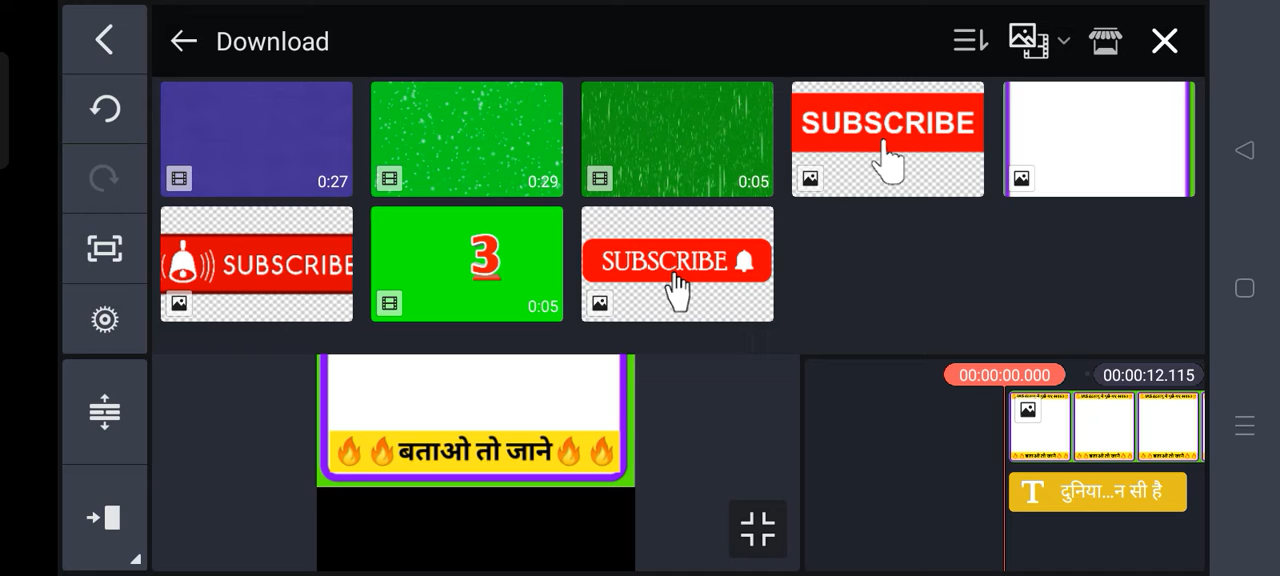 Download
0:27
0:29
0:05
SUBSCRIBE
SUBSCRIBE
3
0:05
SUBSCRIBE
🔥🔥बताओ तो जाने🔥🔥
00:00:00.000
00:00:12.115
T दुनिया...न सी है